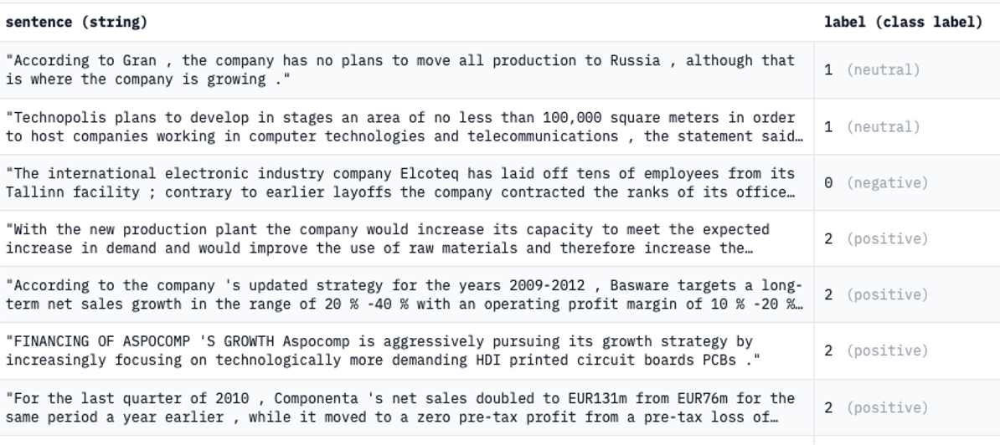 sentence (string) label (class label)
"According to Gran , the company has no plans to move all production to Russia , although that
is where the company is growing ."
1 (neutral)
"Technopolis plans to develop in stages an area of no less than 100,000 square meters in order
to host companies working in computer technologies and telecommunications , the statement said…
1 (neutral)
"The international electronic industry company Elcoteq has laid off tens of employees from its
Tallinn facility ; contrary to earlier layoffs the company contracted the ranks of its office…
0 (negative)
"With the new production plant the company would increase its capacity to meet the expected
increase in demand and would improve the use of raw materials and therefore increase the…
2 (positive)
"According to the company 's updated strategy for the years 2009-2012 , Basware targets a long-
term net sales growth in the range of 20 % -40 % with an operating profit margin of 10 % -20 %…
2 (positive)
"FINANCING OF ASPOCOMP 'S GROWTH Aspocomp is aggressively pursuing its growth strategy by
increasingly focusing on technologically more demanding HDI printed circuit boards PCBs ."
2 (positive)
"For the last quarter of 2010 , Componenta 's net sales doubled to EUR131m from EUR76m for the
same period a year earlier , while it moved to a zero pre-tax profit from a pre-tax loss of…
2 (positive)